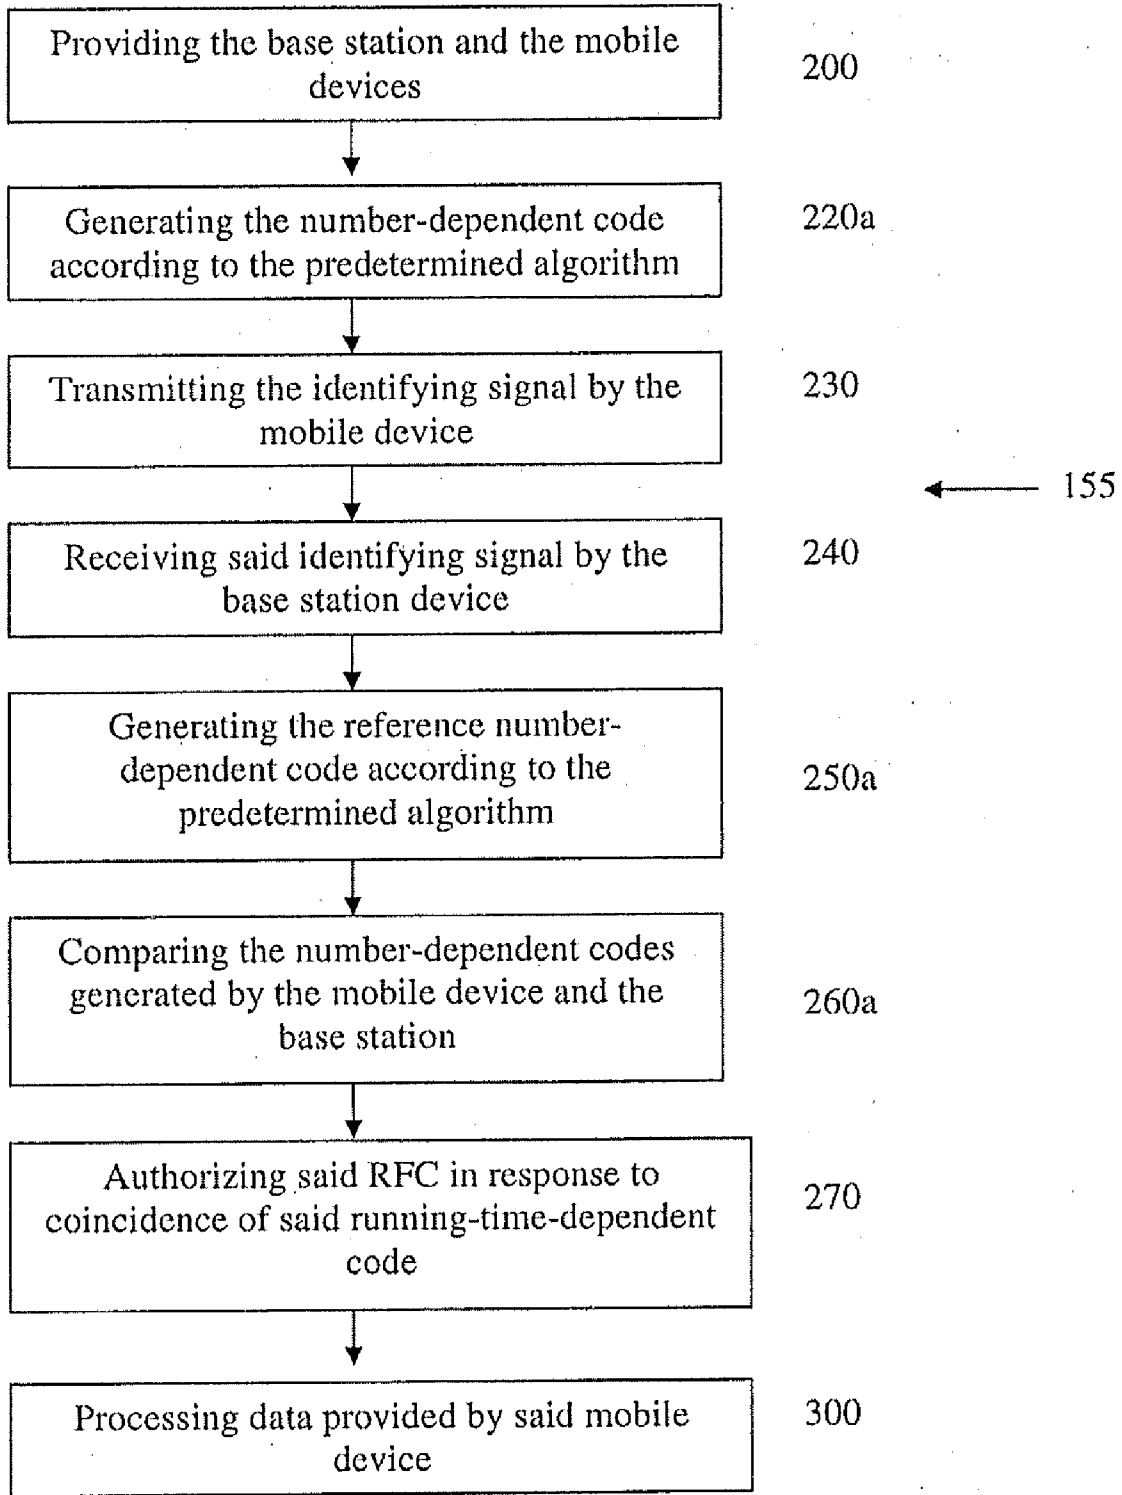 Providing the base station and the mobile
devices
200
Generating the number-dependent code
according to the predetermined algorithm
220a
Transmitting the identifying signal by the
mobile device
230
155
Receiving said identifying signal by the
base station device
240
Generating the reference number-
dependent code according to the
predetermined algorithm
250a
Comparing the number-dependent codes
generated by the mobile device and the
base station
260a
Authorizing said RFC in response to
coincidence of said running-time-dependent
code
270
Processing data provided by said mobile
device
300